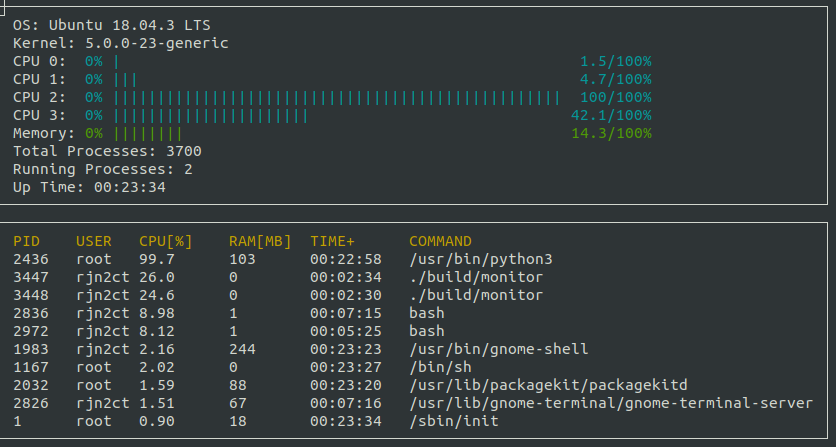 OS: Ubuntu 18.04.3 LTS
Kernel: 5.0.0-23-generic
CPU 0: 0% | 1.5/100%
CPU 1: 0% ||| 4.7/100%
CPU 2: 0% |||||||||||||||||||||||||||||||||||||||||||||||||| 100/100%
CPU 3: 0% |||||||||||||||||||||| 42.1/100%
Memory: 0% |||||||| 14.3/100%
Total Processes: 3700
Running Processes: 2
Up Time: 00:23:34
PID USER CPU[%] RAM[MB] TIME+ COMMAND
2436 root 99.7 103 00:22:58 /usr/bin/python3
3447 rjn2ct 26.0 0 00:02:34 ./build/monitor
3448 rjn2ct 24.6 0 00:02:30 ./build/monitor
2836 rjn2ct 8.98 1 00:07:15 bash
2972 rjn2ct 8.12 1 00:05:25 bash
1983 rjn2ct 2.16 244 00:23:23 /usr/bin/gnome-shell
1167 root 2.02 0 00:23:27 /bin/sh
2032 root 1.59 88 00:23:20 /usr/lib/packagekit/packagekitd
2826 rjn2ct 1.51 67 00:07:16 /usr/lib/gnome-terminal/gnome-terminal-server
1 root 0.90 18 00:23:34 /sbin/init